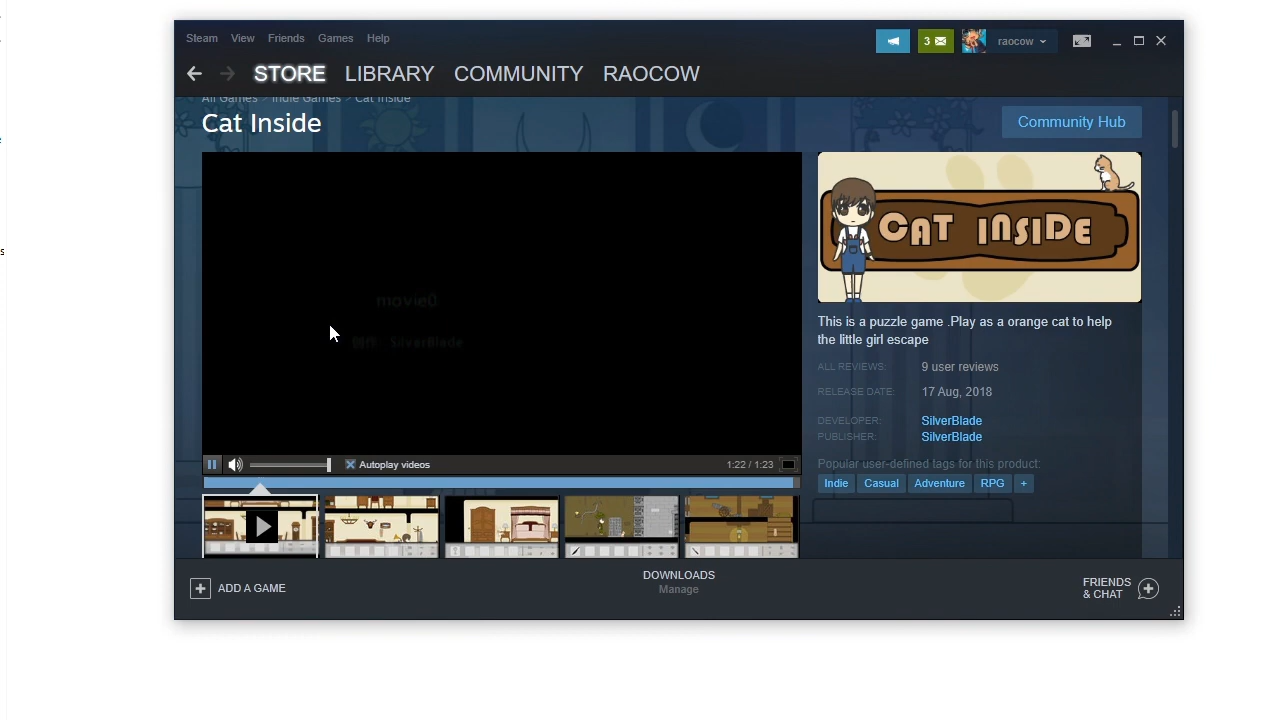 Steam View Friends Games Help
3
raocow
STORE LIBRARY COMMUNITY RAOCOW
All Games > Indie Games > Cat Inside
Cat Inside
Community Hub
movie0
SilverBlade
CAT INSIDE
This is a puzzle game .Play as a orange cat to help
the little girl escape
ALL REVIEWS: 9 user reviews
RELEASE DATE: 17 Aug, 2018
DEVELOPER: SilverBlade
PUBLISHER: SilverBlade
Popular user-defined tags for this product:
Indie Casual Adventure RPG +
Autoplay videos 1:22 / 1:23
ADD A GAME
DOWNLOADS
Manage
FRIENDS
& CHAT